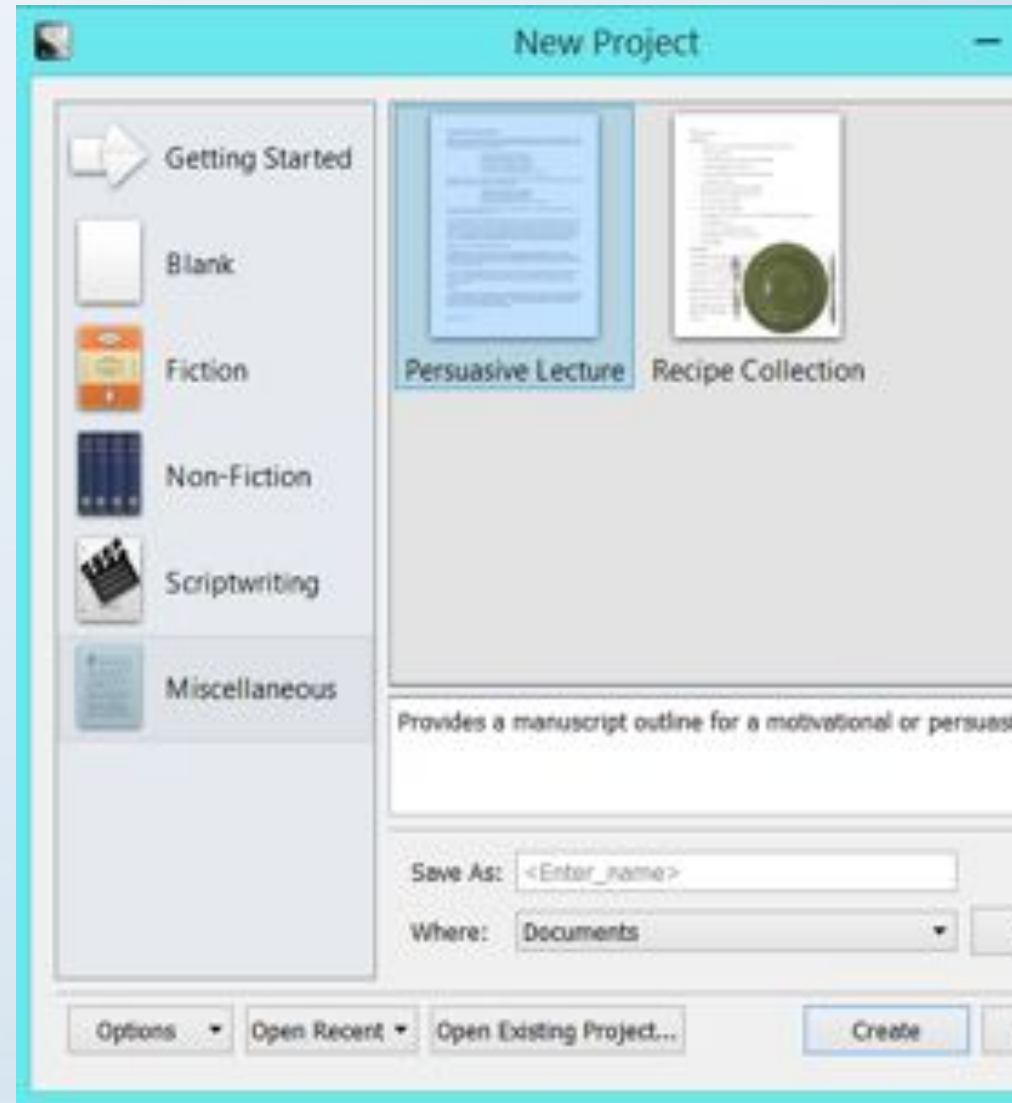 New Project
Getting Started
Blank
Fiction
Non-Fiction
Scriptwriting
Miscellaneous
Persuasive Lecture
Recipe Collection
Provides a manuscript outline for a motivational or persuasi
Save As: <Enter_name>
Where: Documents
Options
Open Recent
Open Existing Project...
Create